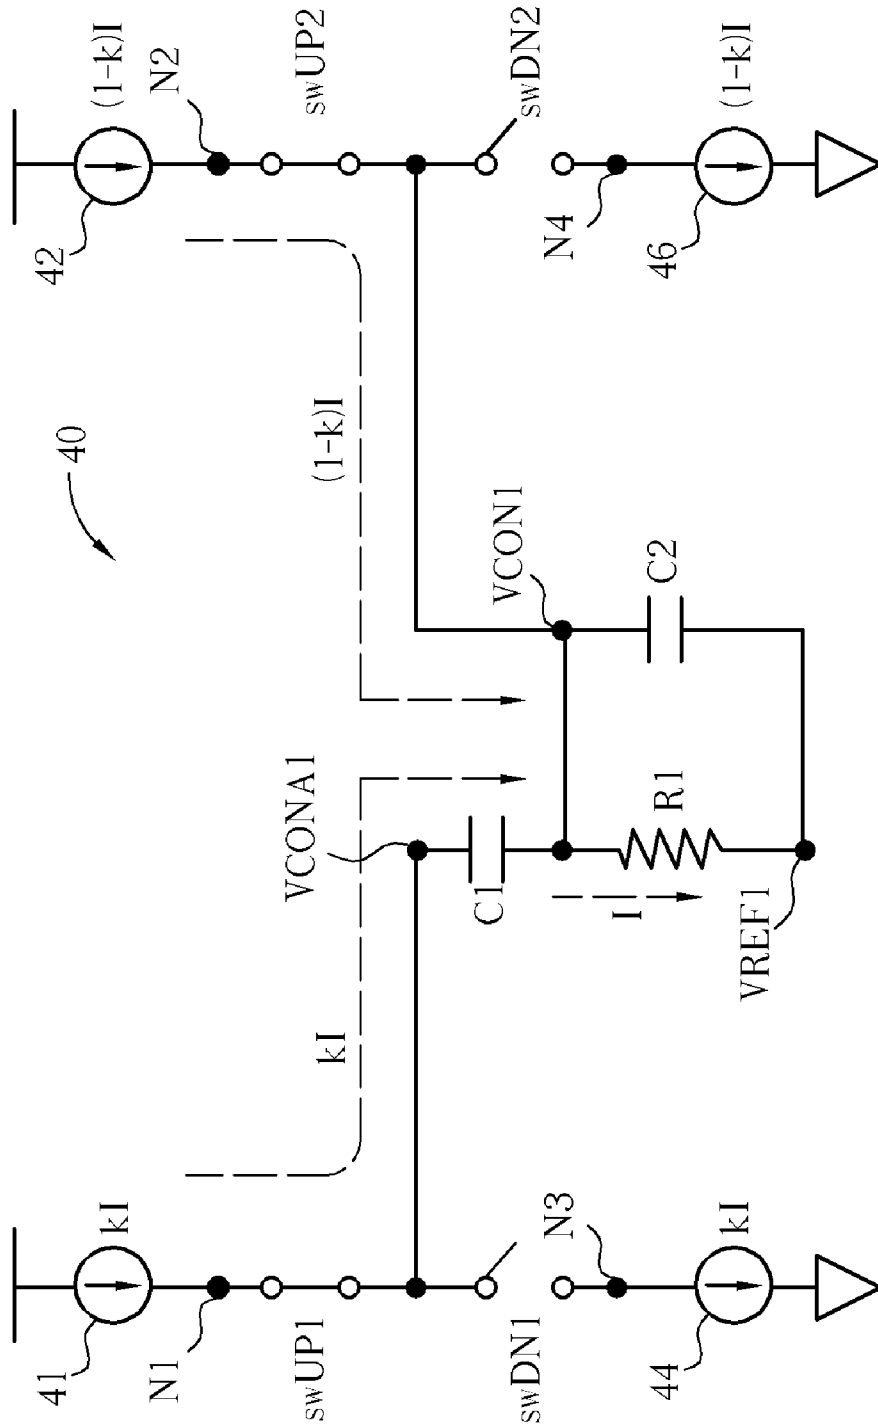 41
kI
N1
swUP1
swDN1
N3
44
kI
kI
VCONA1
C1
I
R1
VREF1
40
(1-k)I
VCON1
C2
42
(1-k)I
N2
swUP2
swDN2
N4
46
(1-k)I